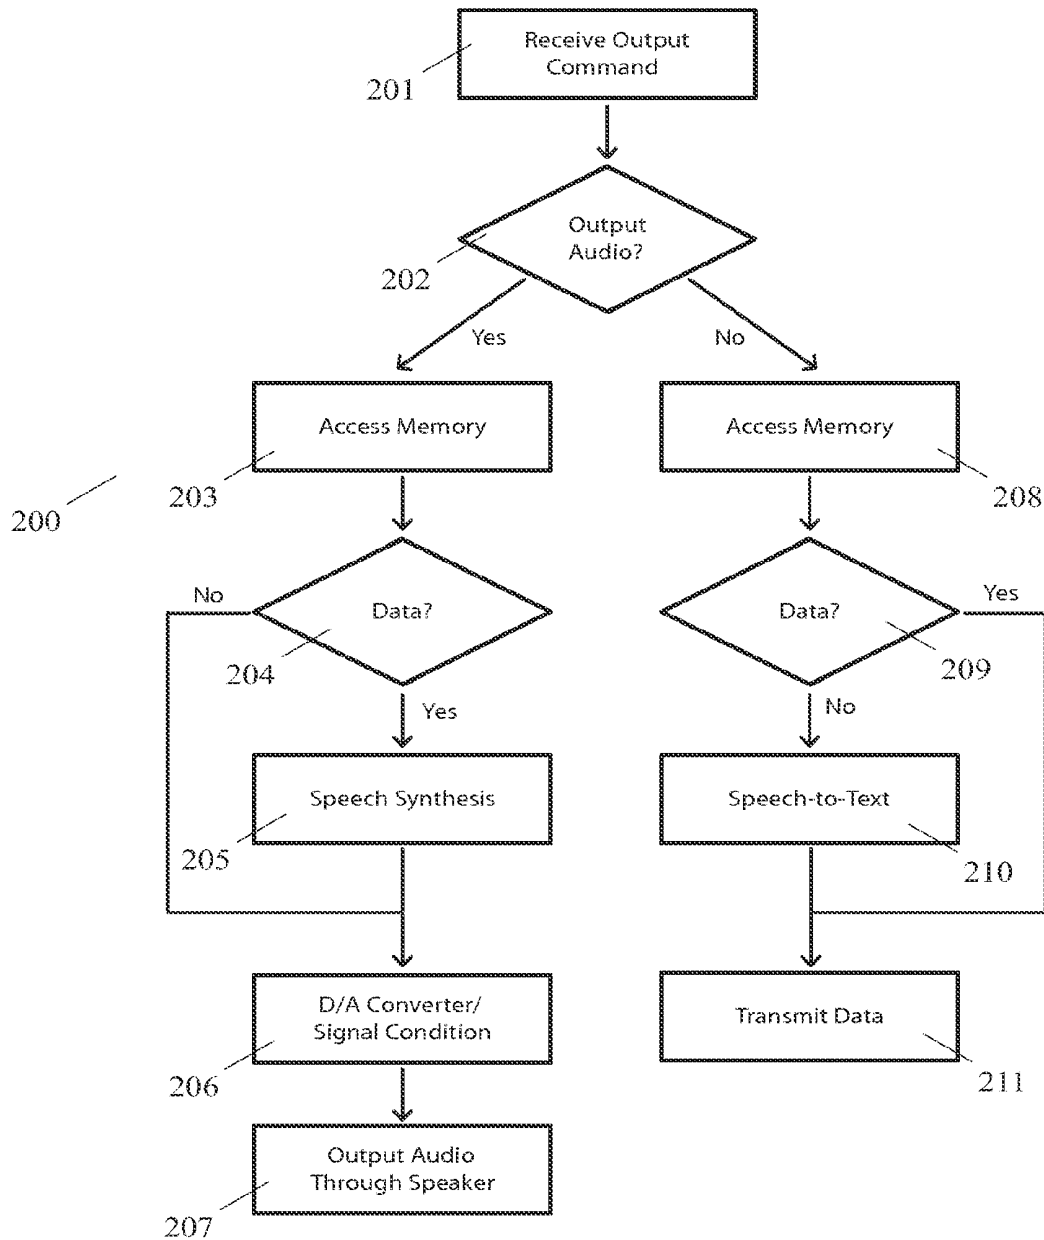 Receive Output
Command
201
Output
Audio?
202
Yes
No
Access Memory
203
Access Memory
208
200
No
Data?
204
Yes
Data?
209
Yes
No
Speech Synthesis
205
Speech-to-Text
210
D/A Converter/
Signal Condition
206
Transmit Data
211
Output Audio
Through Speaker
207